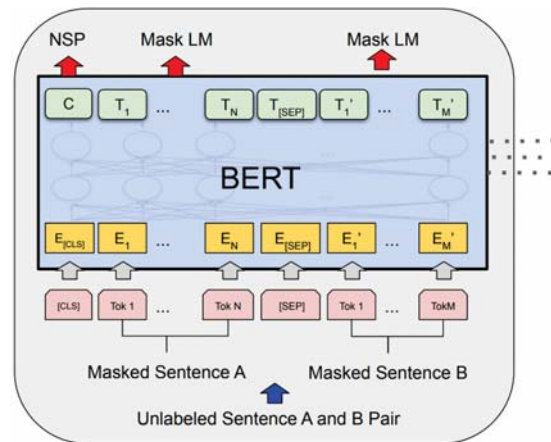 NSP Mask LM Mask LM
C T1 ... TN T[SEP] T1' ... TM'
BERT
E[CLS] E1 ... EN E[SEP] E1' ... EM'
[CLS] Tok 1 ... Tok N [SEP] Tok 1 ... TokM
Masked Sentence A Masked Sentence B
Unlabeled Sentence A and B Pair